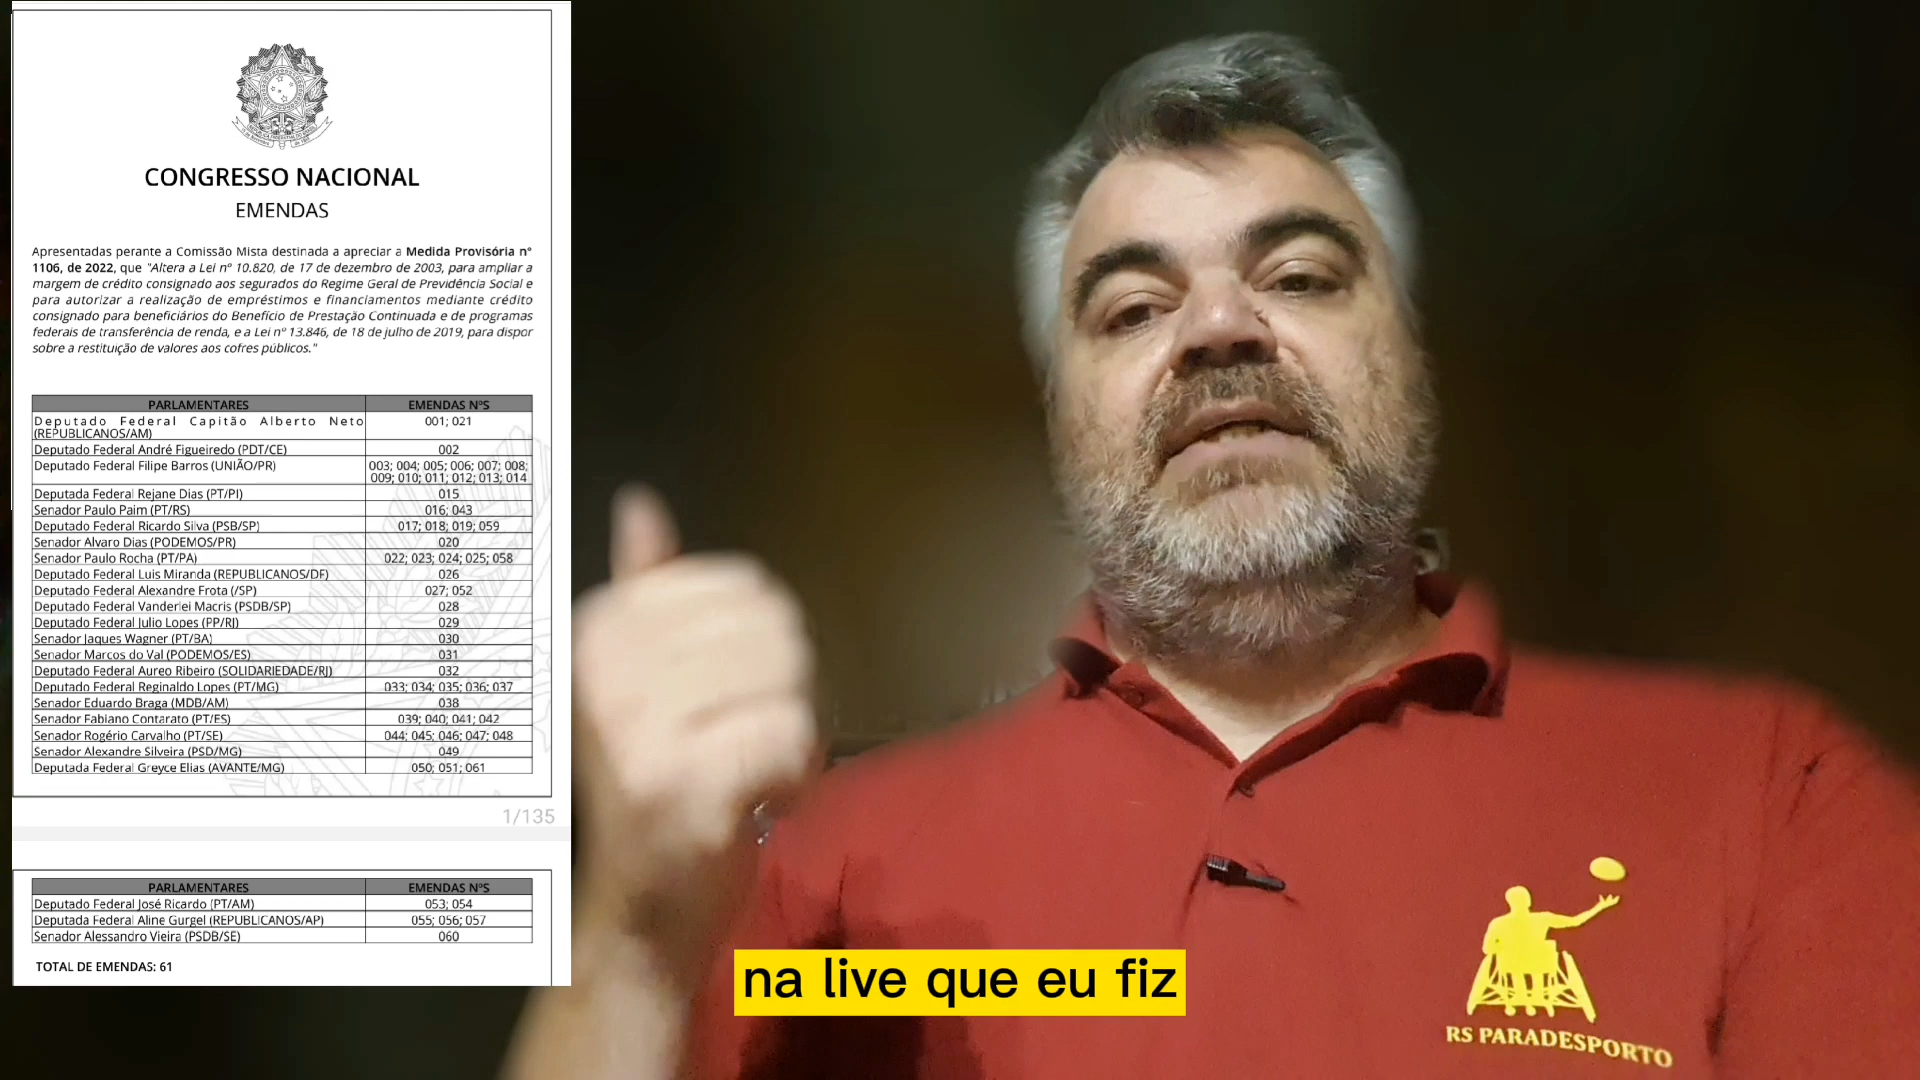 CONGRESSO NACIONAL
EMENDAS
Apresentadas perante a Comissão Mista destinada a apreciar a Medida Provisória nº
1106, de 2022, que "Altera a Lei nº 10.820, de 17 de dezembro de 2003, para ampliar a
margem de crédito consignado aos segurados do Regime Geral de Previdência Social e
para autorizar a realização de empréstimos e financiamentos mediante crédito
consignado para beneficiários do Benefício de Prestação Continuada e de programas
federais de transferência de renda, e a Lei nº 13.846, de 18 de julho de 2019, para dispor
sobre a restituição de valores aos cofres públicos."
PARLAMENTARES EMENDAS NºS
Deputado Federal Capitão Alberto Neto 001; 021
(REPUBLICANOS/AM)
Deputado Federal André Figueiredo (PDT/CE) 002
Deputado Federal Filipe Barros (UNIÃO/PR) 003; 004; 005; 006; 007; 008;
009; 010; 011; 012; 013; 014
Deputada Federal Rejane Dias (PT/PI) 015
Senador Paulo Paim (PT/RS) 016; 043
Deputado Federal Ricardo Silva (PSB/SP) 017; 018; 019; 059
Senador Alvaro Dias (PODEMOS/PR) 020
Senador Paulo Rocha (PT/PA) 022; 023; 024; 025; 058
Deputado Federal Luis Miranda (REPUBLICANOS/DF) 026
Deputado Federal Alexandre Frota (/SP) 027; 052
Deputado Federal Vanderlei Macris (PSDB/SP) 028
Deputado Federal Julio Lopes (PP/RJ) 029
Senador Jaques Wagner (PT/BA) 030
Senador Marcos do Val (PODEMOS/ES) 031
Deputado Federal Aureo Ribeiro (SOLIDARIEDADE/RJ) 032
Deputado Federal Reginaldo Lopes (PT/MG) 033; 034; 035; 036; 037
Senador Eduardo Braga (MDB/AM) 038
Senador Fabiano Contarato (PT/ES) 039; 040; 041; 042
Senador Rogério Carvalho (PT/SE) 044; 045; 046; 047; 048
Senador Alexandre Silveira (PSD/MG) 049
Deputada Federal Greyce Elias (AVANTE/MG) 050; 051; 061
1/135
PARLAMENTARES EMENDAS NºS
Deputado Federal José Ricardo (PT/AM) 053; 054
Deputada Federal Aline Gurgel (REPUBLICANOS/AP) 055; 056; 057
Senador Alessandro Vieira (PSDB/SE) 060
TOTAL DE EMENDAS: 61
na live que eu fiz
RS PARADESPORTO